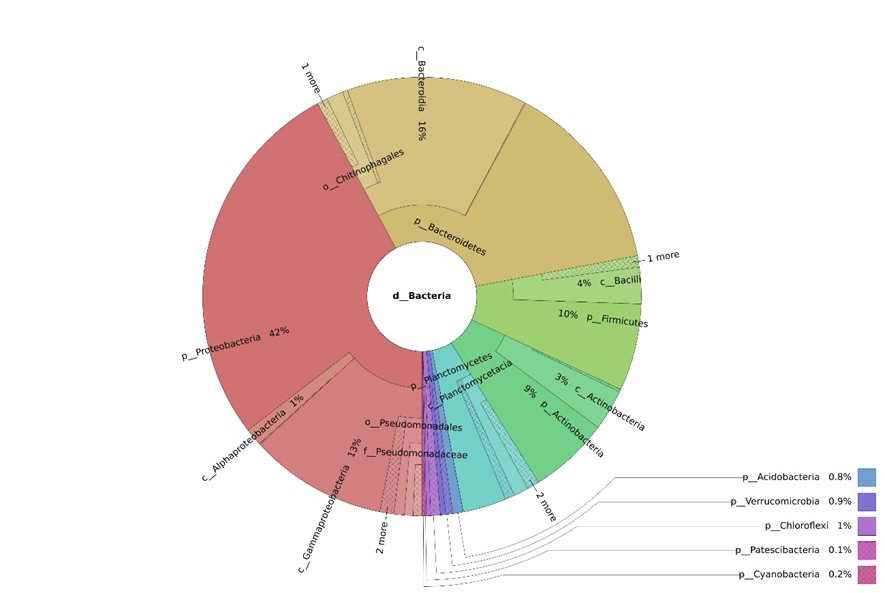 c__Bacteroidia 16%
1 more
o__Chitinophagales
p__Bacteroidetes
1 more
4% c__Bacilli
d__Bacteria
10% p__Firmicutes
p__Proteobacteria 42%
p__Planctomycetes
c__Planctomycetacia
3% c__Actinobacteria
9% p__Actinobacteria
c__Alphaproteobacteria 1%
o__Pseudomonadales
f__Pseudomonadaceae
c__Gammaproteobacteria 13%
2 more
2 more
p__Acidobacteria 0.8%
p__Verrucomicrobia 0.9%
p__Chloroflexi 1%
p__Patescibacteria 0.1%
p__Cyanobacteria 0.2%